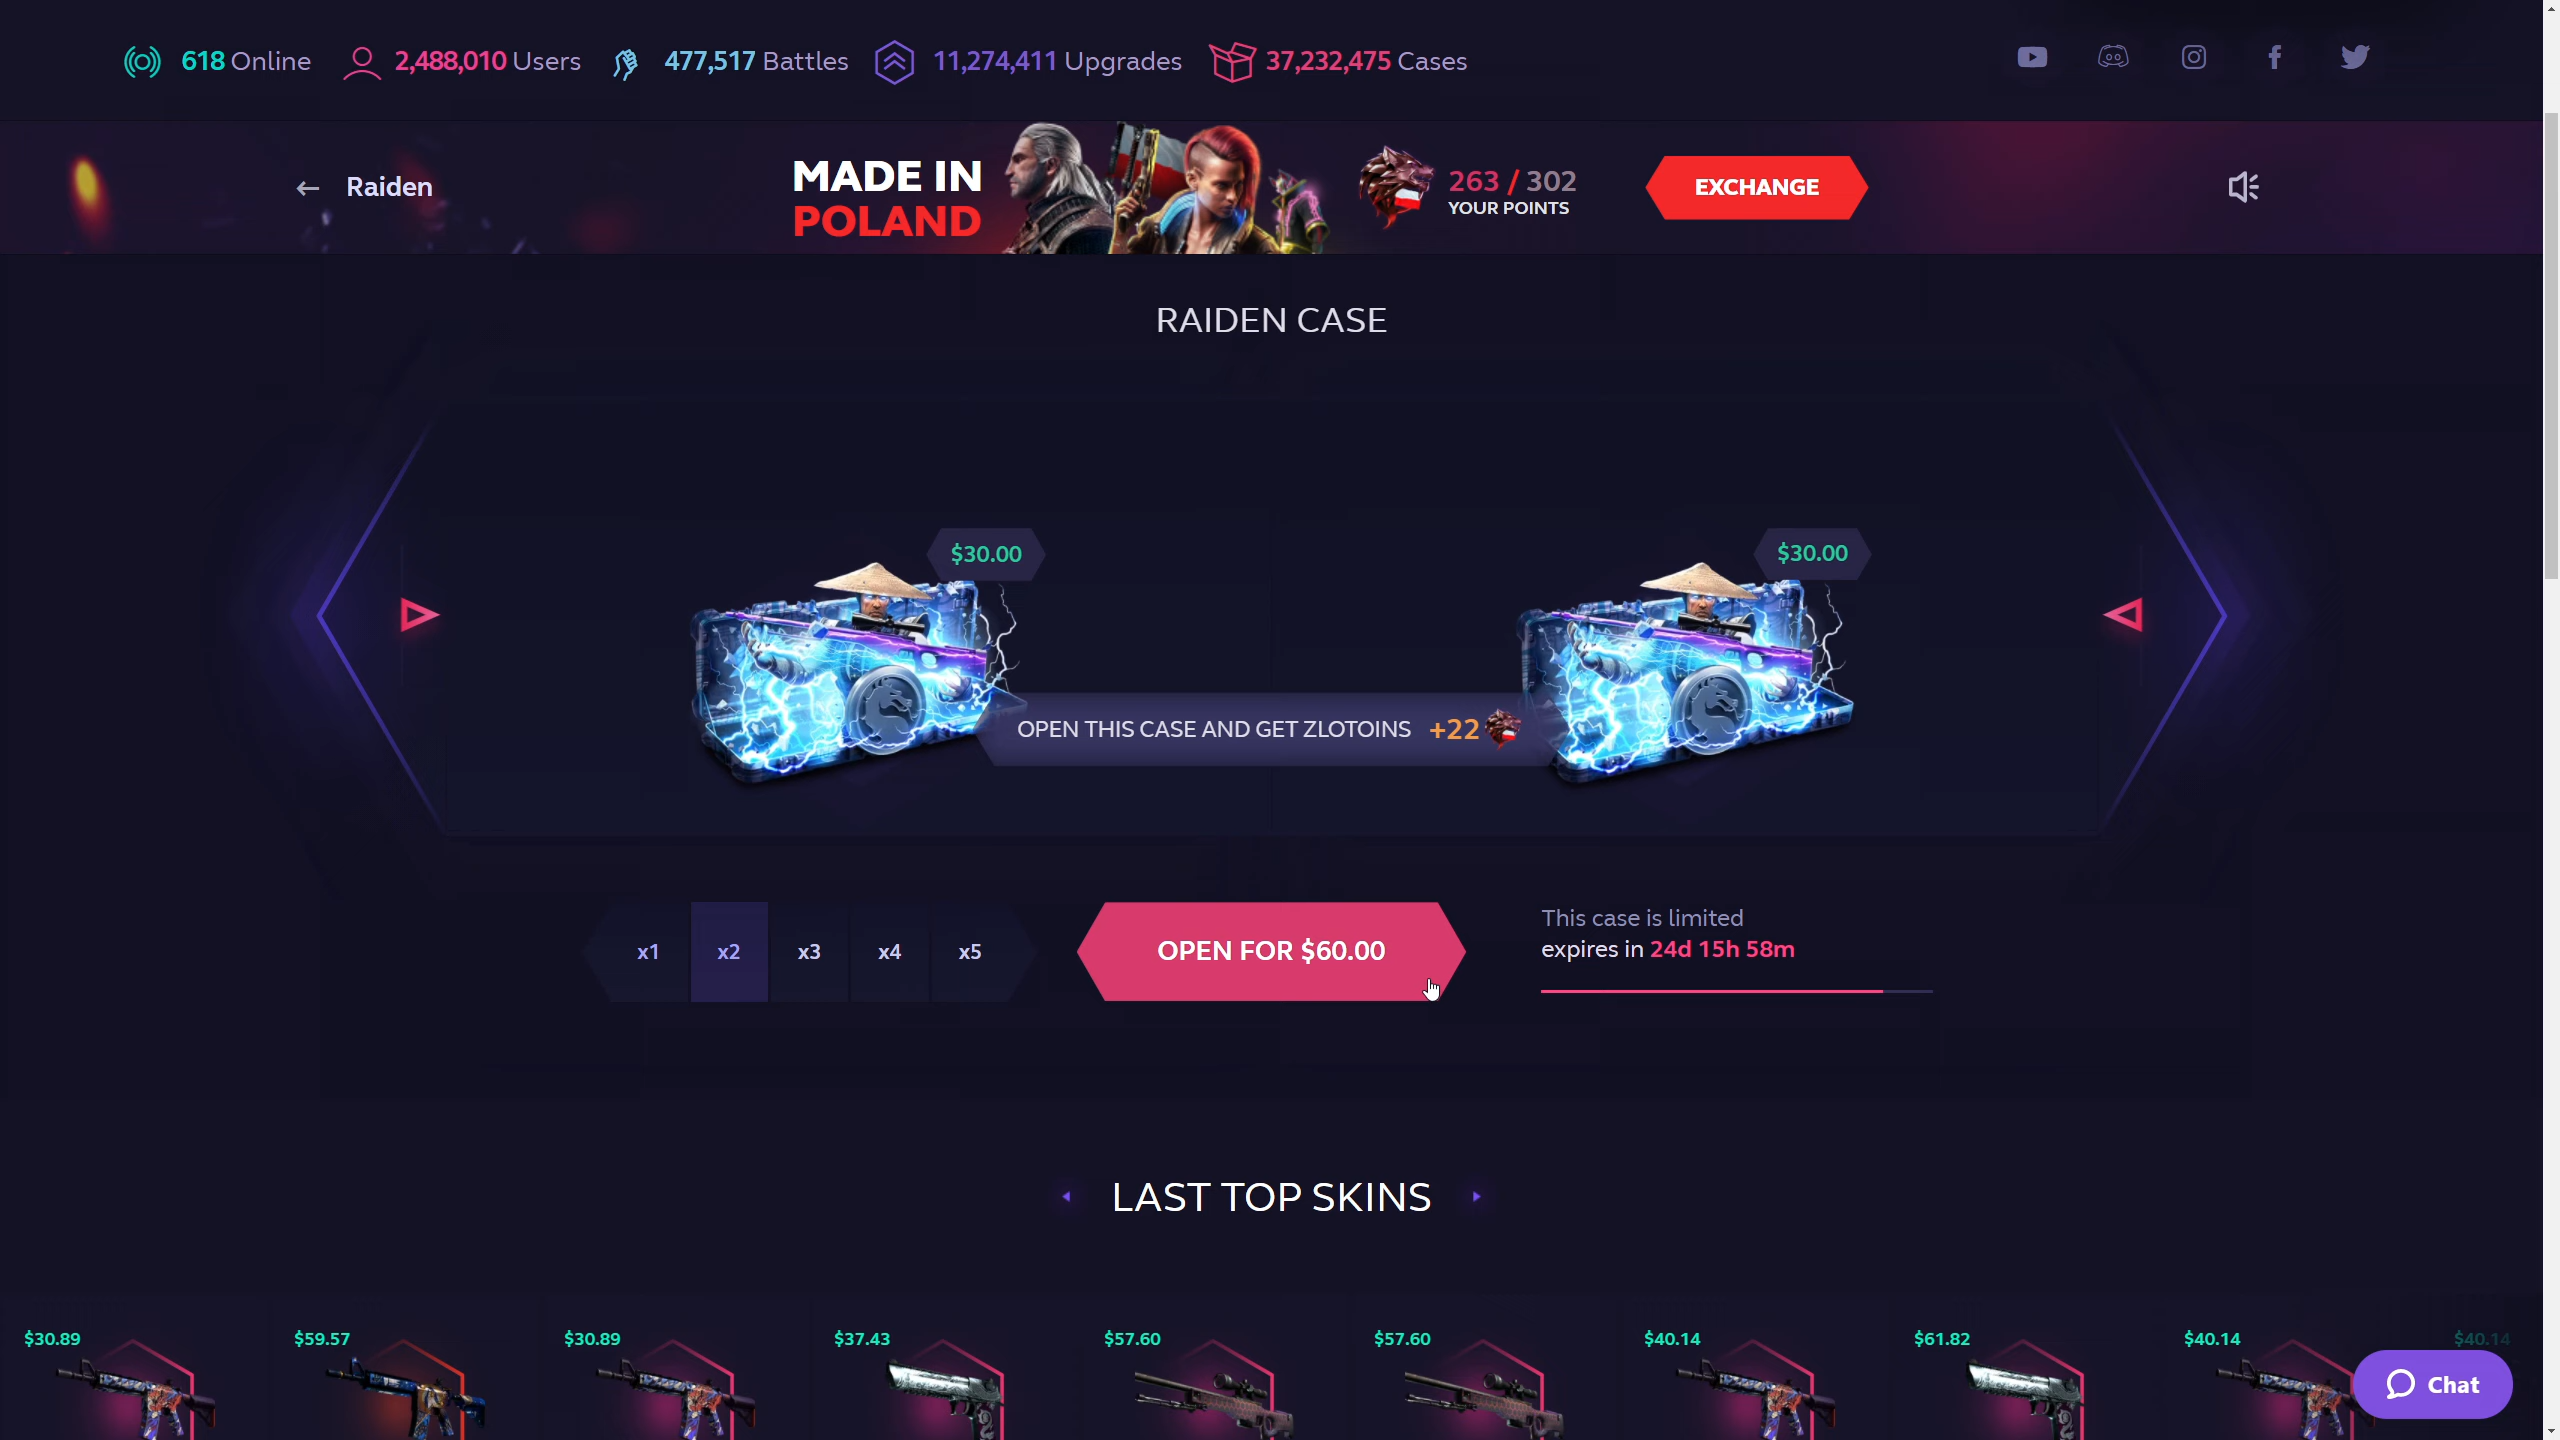 618 Online 2,488,010 Users 477,517 Battles 11,274,411 Upgrades 37,232,475 Cases
← Raiden
MADE IN
POLAND
263 / 302
YOUR POINTS
EXCHANGE
RAIDEN CASE
$30.00 $30.00
OPEN THIS CASE AND GET ZLOTOINS +22
x1 x2 x3 x4 x5
OPEN FOR $60.00
This case is limited
expires in 24d 15h 58m
LAST TOP SKINS
$30.89 $59.57 $30.89 $37.43 $57.60 $57.60 $40.14 $61.82 $40.14 $40.14
Chat